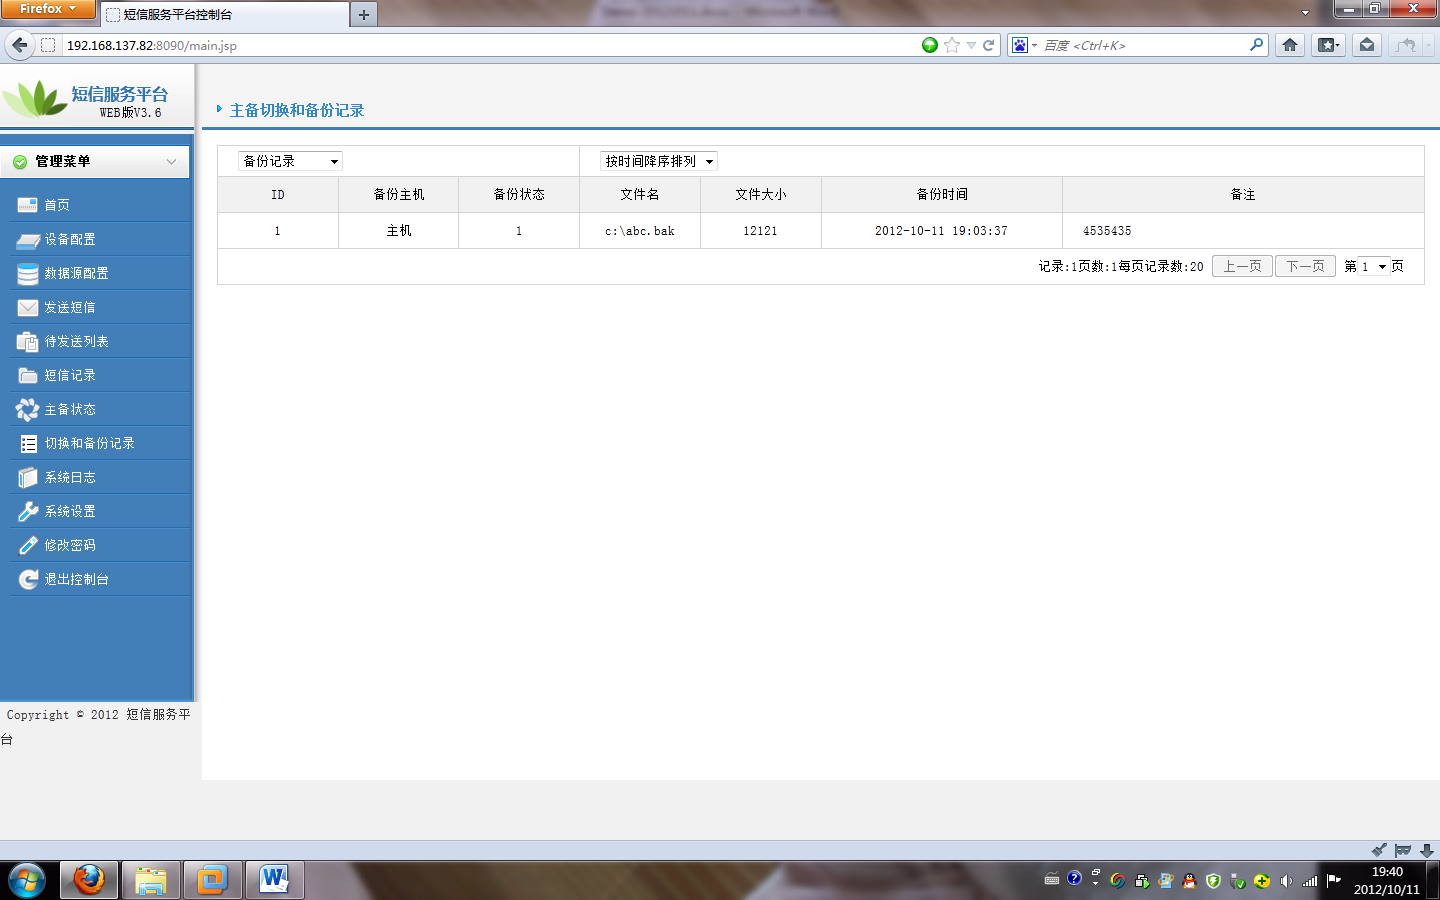 Firefox
短信服务平台控制台
192.168.137.82:8090/main.jsp
百度 <Ctrl+K>
短信服务平台
WEB版V3.6
管理菜单
首页
设备配置
数据源配置
发送短信
待发送列表
短信记录
主备状态
切换和备份记录
系统日志
系统设置
修改密码
退出控制台
Copyright © 2012 短信服务平
台
主备切换和备份记录
备份记录 按时间降序排列
ID 备份主机 备份状态 文件名 文件大小 备份时间 备注
1 主机 1 c:\abc.bak 12121 2012-10-11 19:03:37 4535435
记录:1页数:1每页记录数:20 上一页 下一页 第 1 页
19:40
2012/10/11